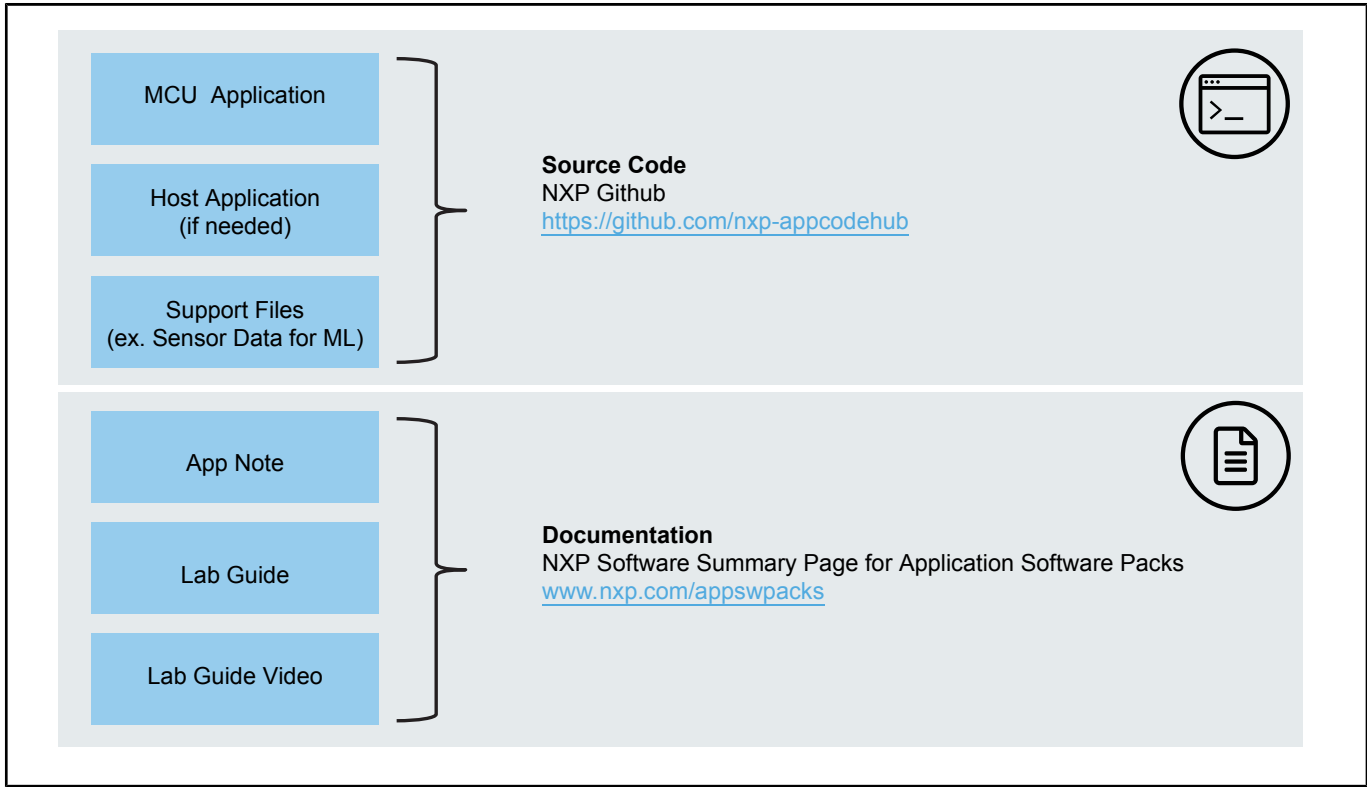 MCU Application
Host Application
(if needed)
Support Files
(ex. Sensor Data for ML)
Source Code
NXP Github
https://github.com/nxp-appcodehub
>_
App Note
Lab Guide
Lab Guide Video
Documentation
NXP Software Summary Page for Application Software Packs
www.nxp.com/appswpacks